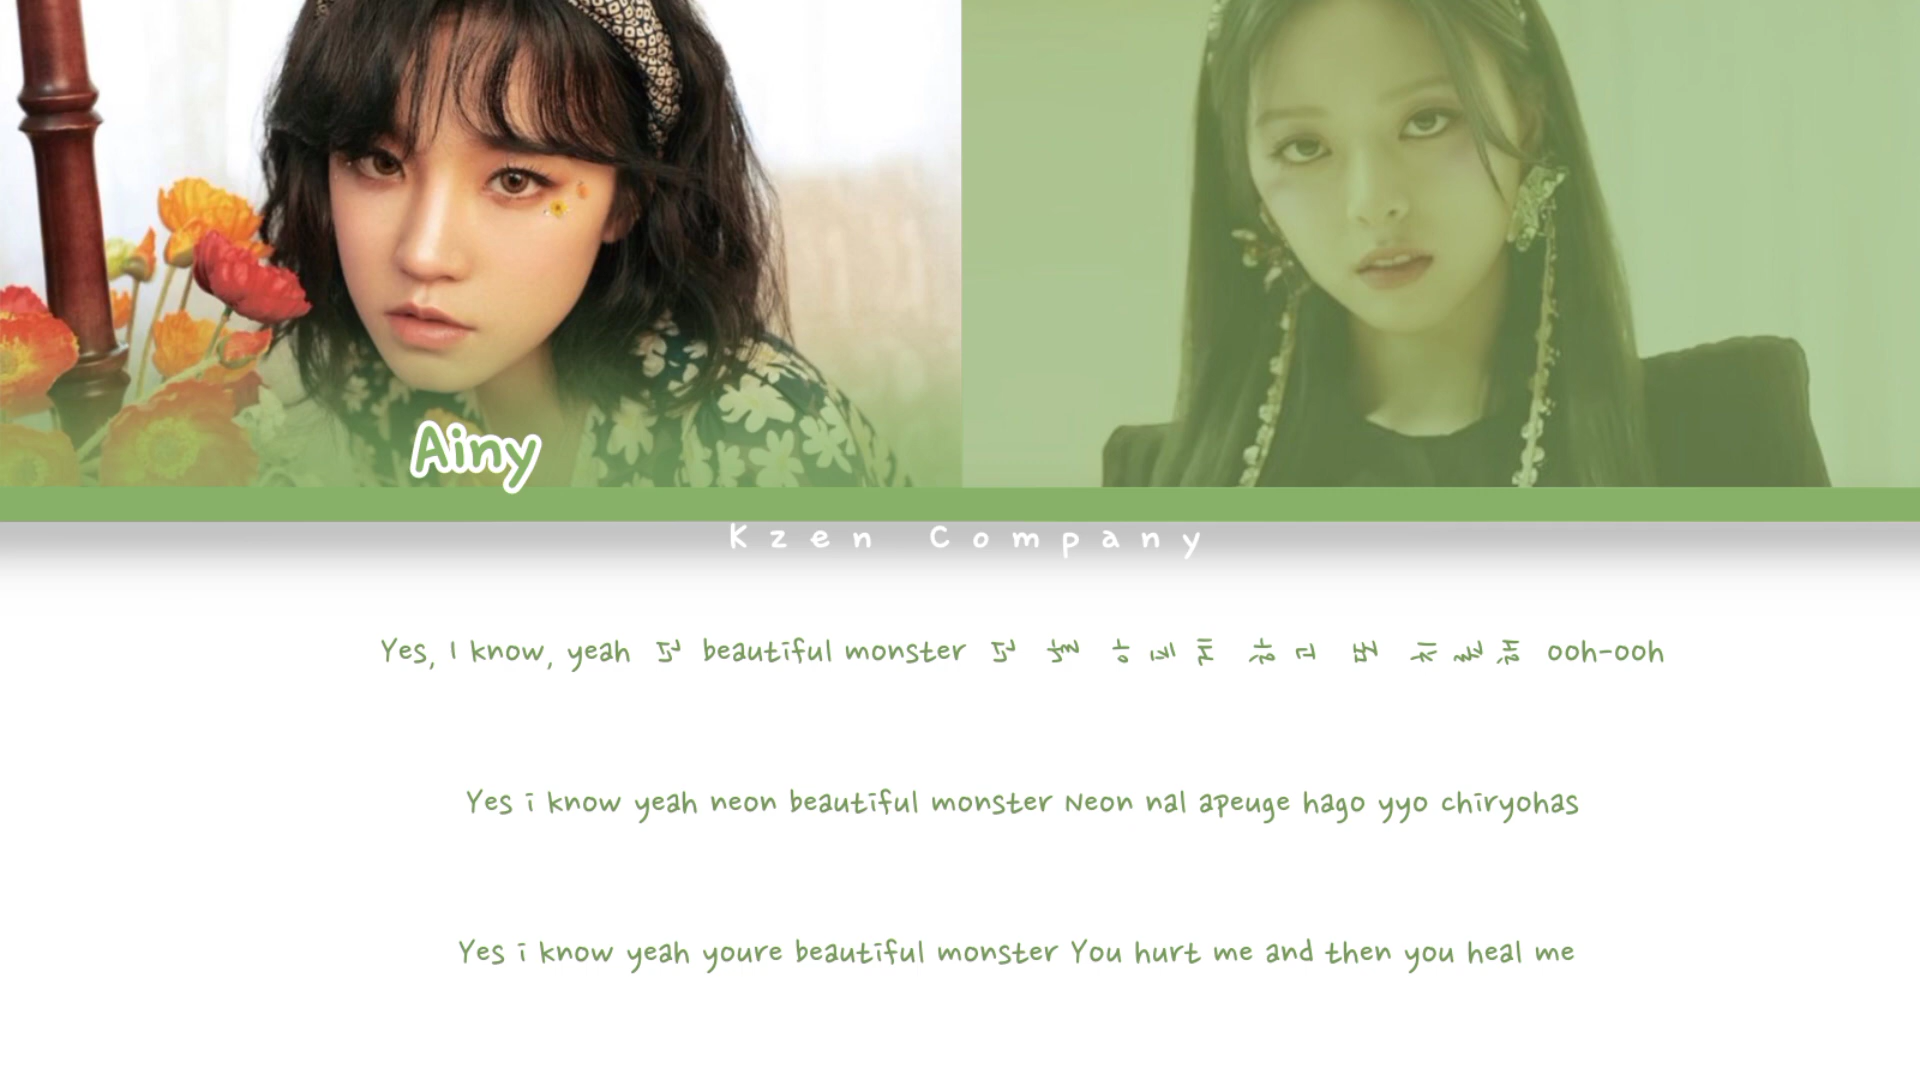 Ainy
Kzen Company
Yes, I know, yeah beautiful monster ooh-ooh
Yes i know yeah neon beautiful monster Neon nal apeuge hago yyo chiryohas
Yes i know yeah youre beautiful monster You hurt me and then you heal me